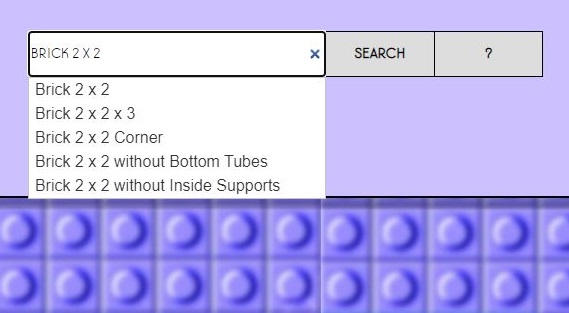 BRICK 2 X 2 × SEARCH ?
Brick 2 x 2
Brick 2 x 2 x 3
Brick 2 x 2 Corner
Brick 2 x 2 without Bottom Tubes
Brick 2 x 2 without Inside Supports